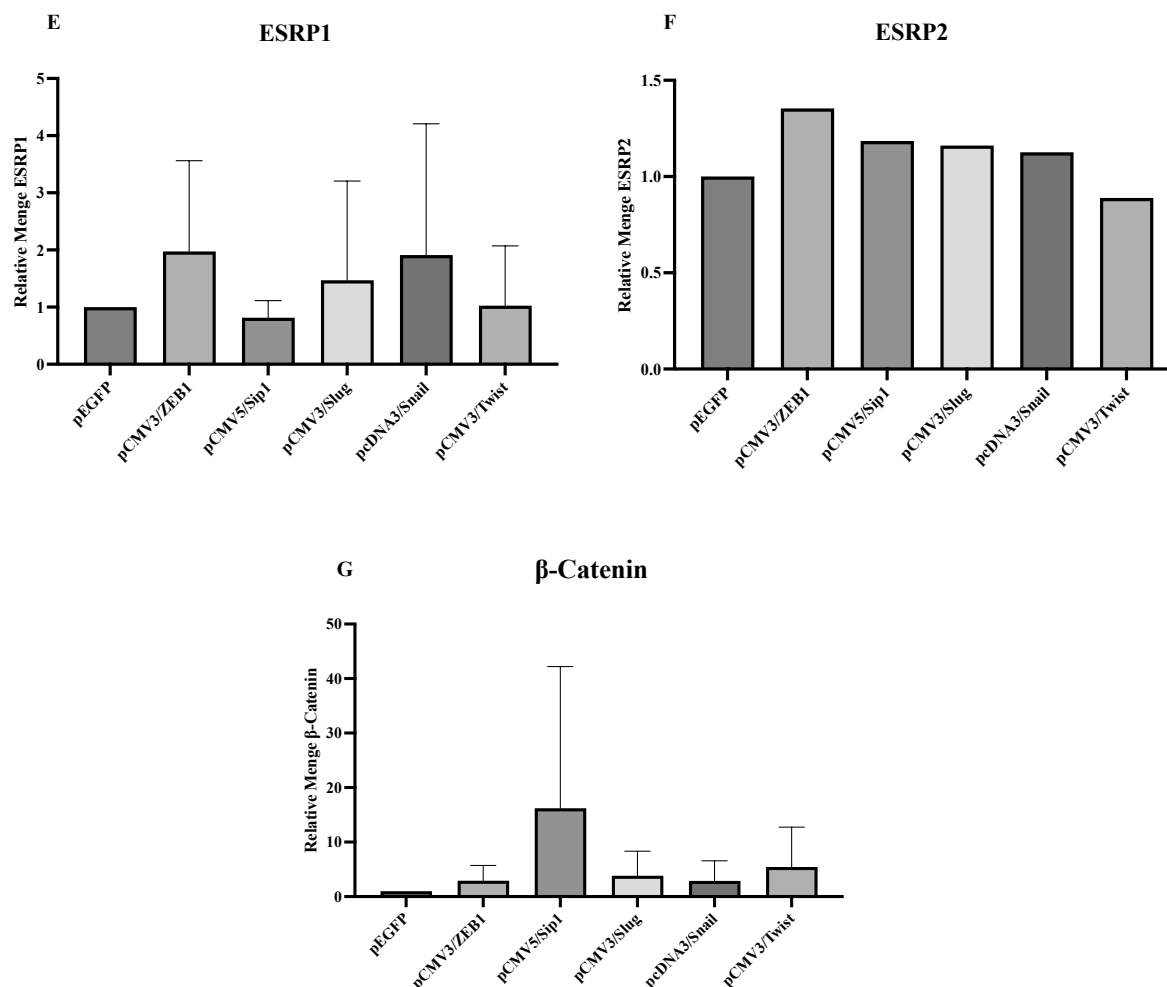 E
ESRP1
Relative Menge ESRP1
5
4
3
2
1
0
pEGFP
pCMV3/ZEB1
pCMV5/Sip1
pCMV3/Slug
pcDNA3/Snail
pCMV3/Twist
F
ESRP2
Relative Menge ESRP2
1.5
1.0
0.5
0.0
pEGFP
pCMV3/ZEB1
pCMV5/Sip1
pCMV3/Slug
pcDNA3/Snail
pCMV3/Twist
G
β-Catenin
Relative Menge β-Catenin
50
40
30
20
10
0
pEGFP
pCMV3/ZEB1
pCMV5/Sip1
pCMV3/Slug
pcDNA3/Snail
pCMV3/Twist